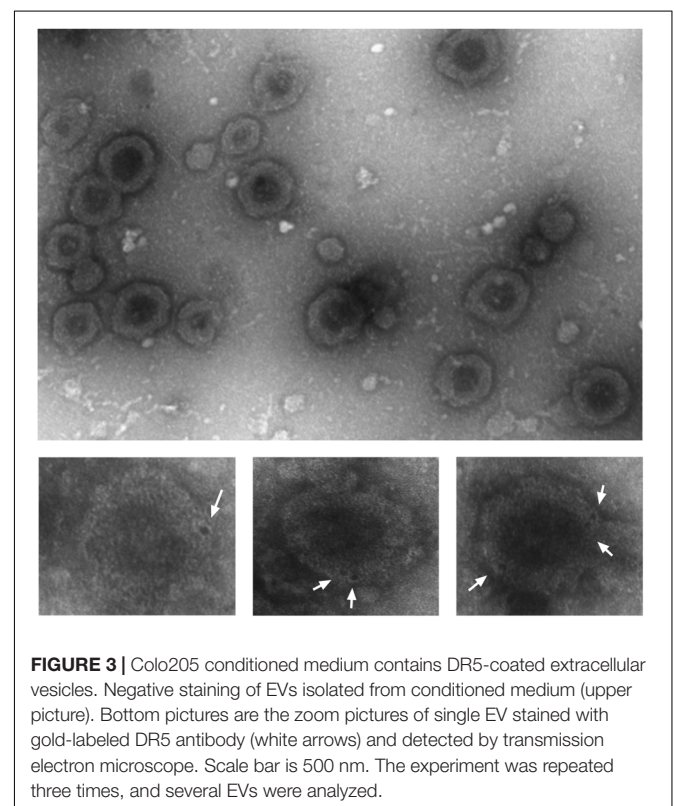 FIGURE 3 | Colo205 conditioned medium contains DR5-coated extracellular
vesicles. Negative staining of EVs isolated from conditioned medium (upper
picture). Bottom pictures are the zoom pictures of single EV stained with
gold-labeled DR5 antibody (white arrows) and detected by transmission
electron microscope. Scale bar is 500 nm. The experiment was repeated
three times, and several EVs were analyzed.